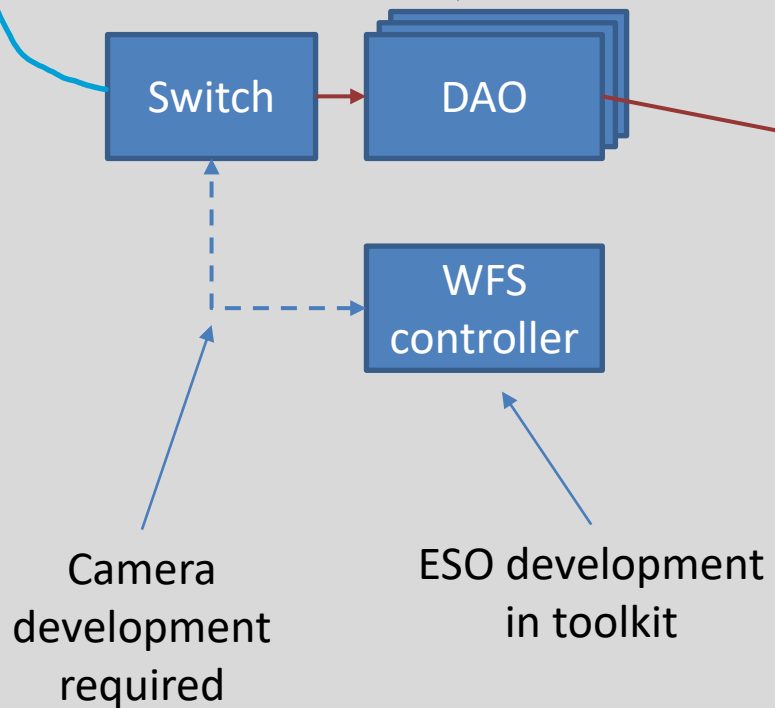 Switch
DAO
WFS
controller
Camera
development
required
ESO development
in toolkit